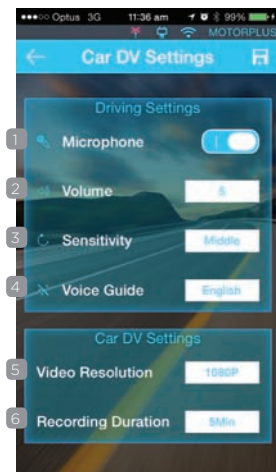 Optus 3G 11:36 am 99%
MOTORPLUS
Car DV Settings
Driving Settings
1 Microphone
2 Volume 5
3 Sensitivity Middle
4 Voice Guide English
Car DV Settings
5 Video Resolution 1080P
6 Recording Duration 5Min